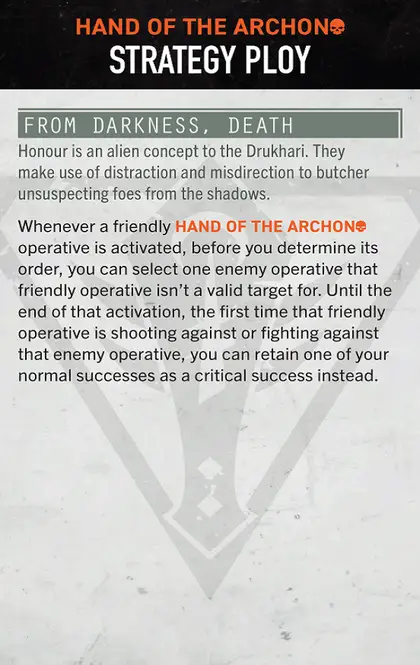 HAND OF THE ARCHON
STRATEGY PLOY
FROM DARKNESS, DEATH
Honour is an alien concept to the Drukhari. They
make use of distraction and misdirection to butcher
unsuspecting foes from the shadows.
Whenever a friendly HAND OF THE ARCHON
operative is activated, before you determine its
order, you can select one enemy operative that
friendly operative isn’t a valid target for. Until the
end of that activation, the first time that friendly
operative is shooting against or fighting against
that enemy operative, you can retain one of your
normal successes as a critical success instead.